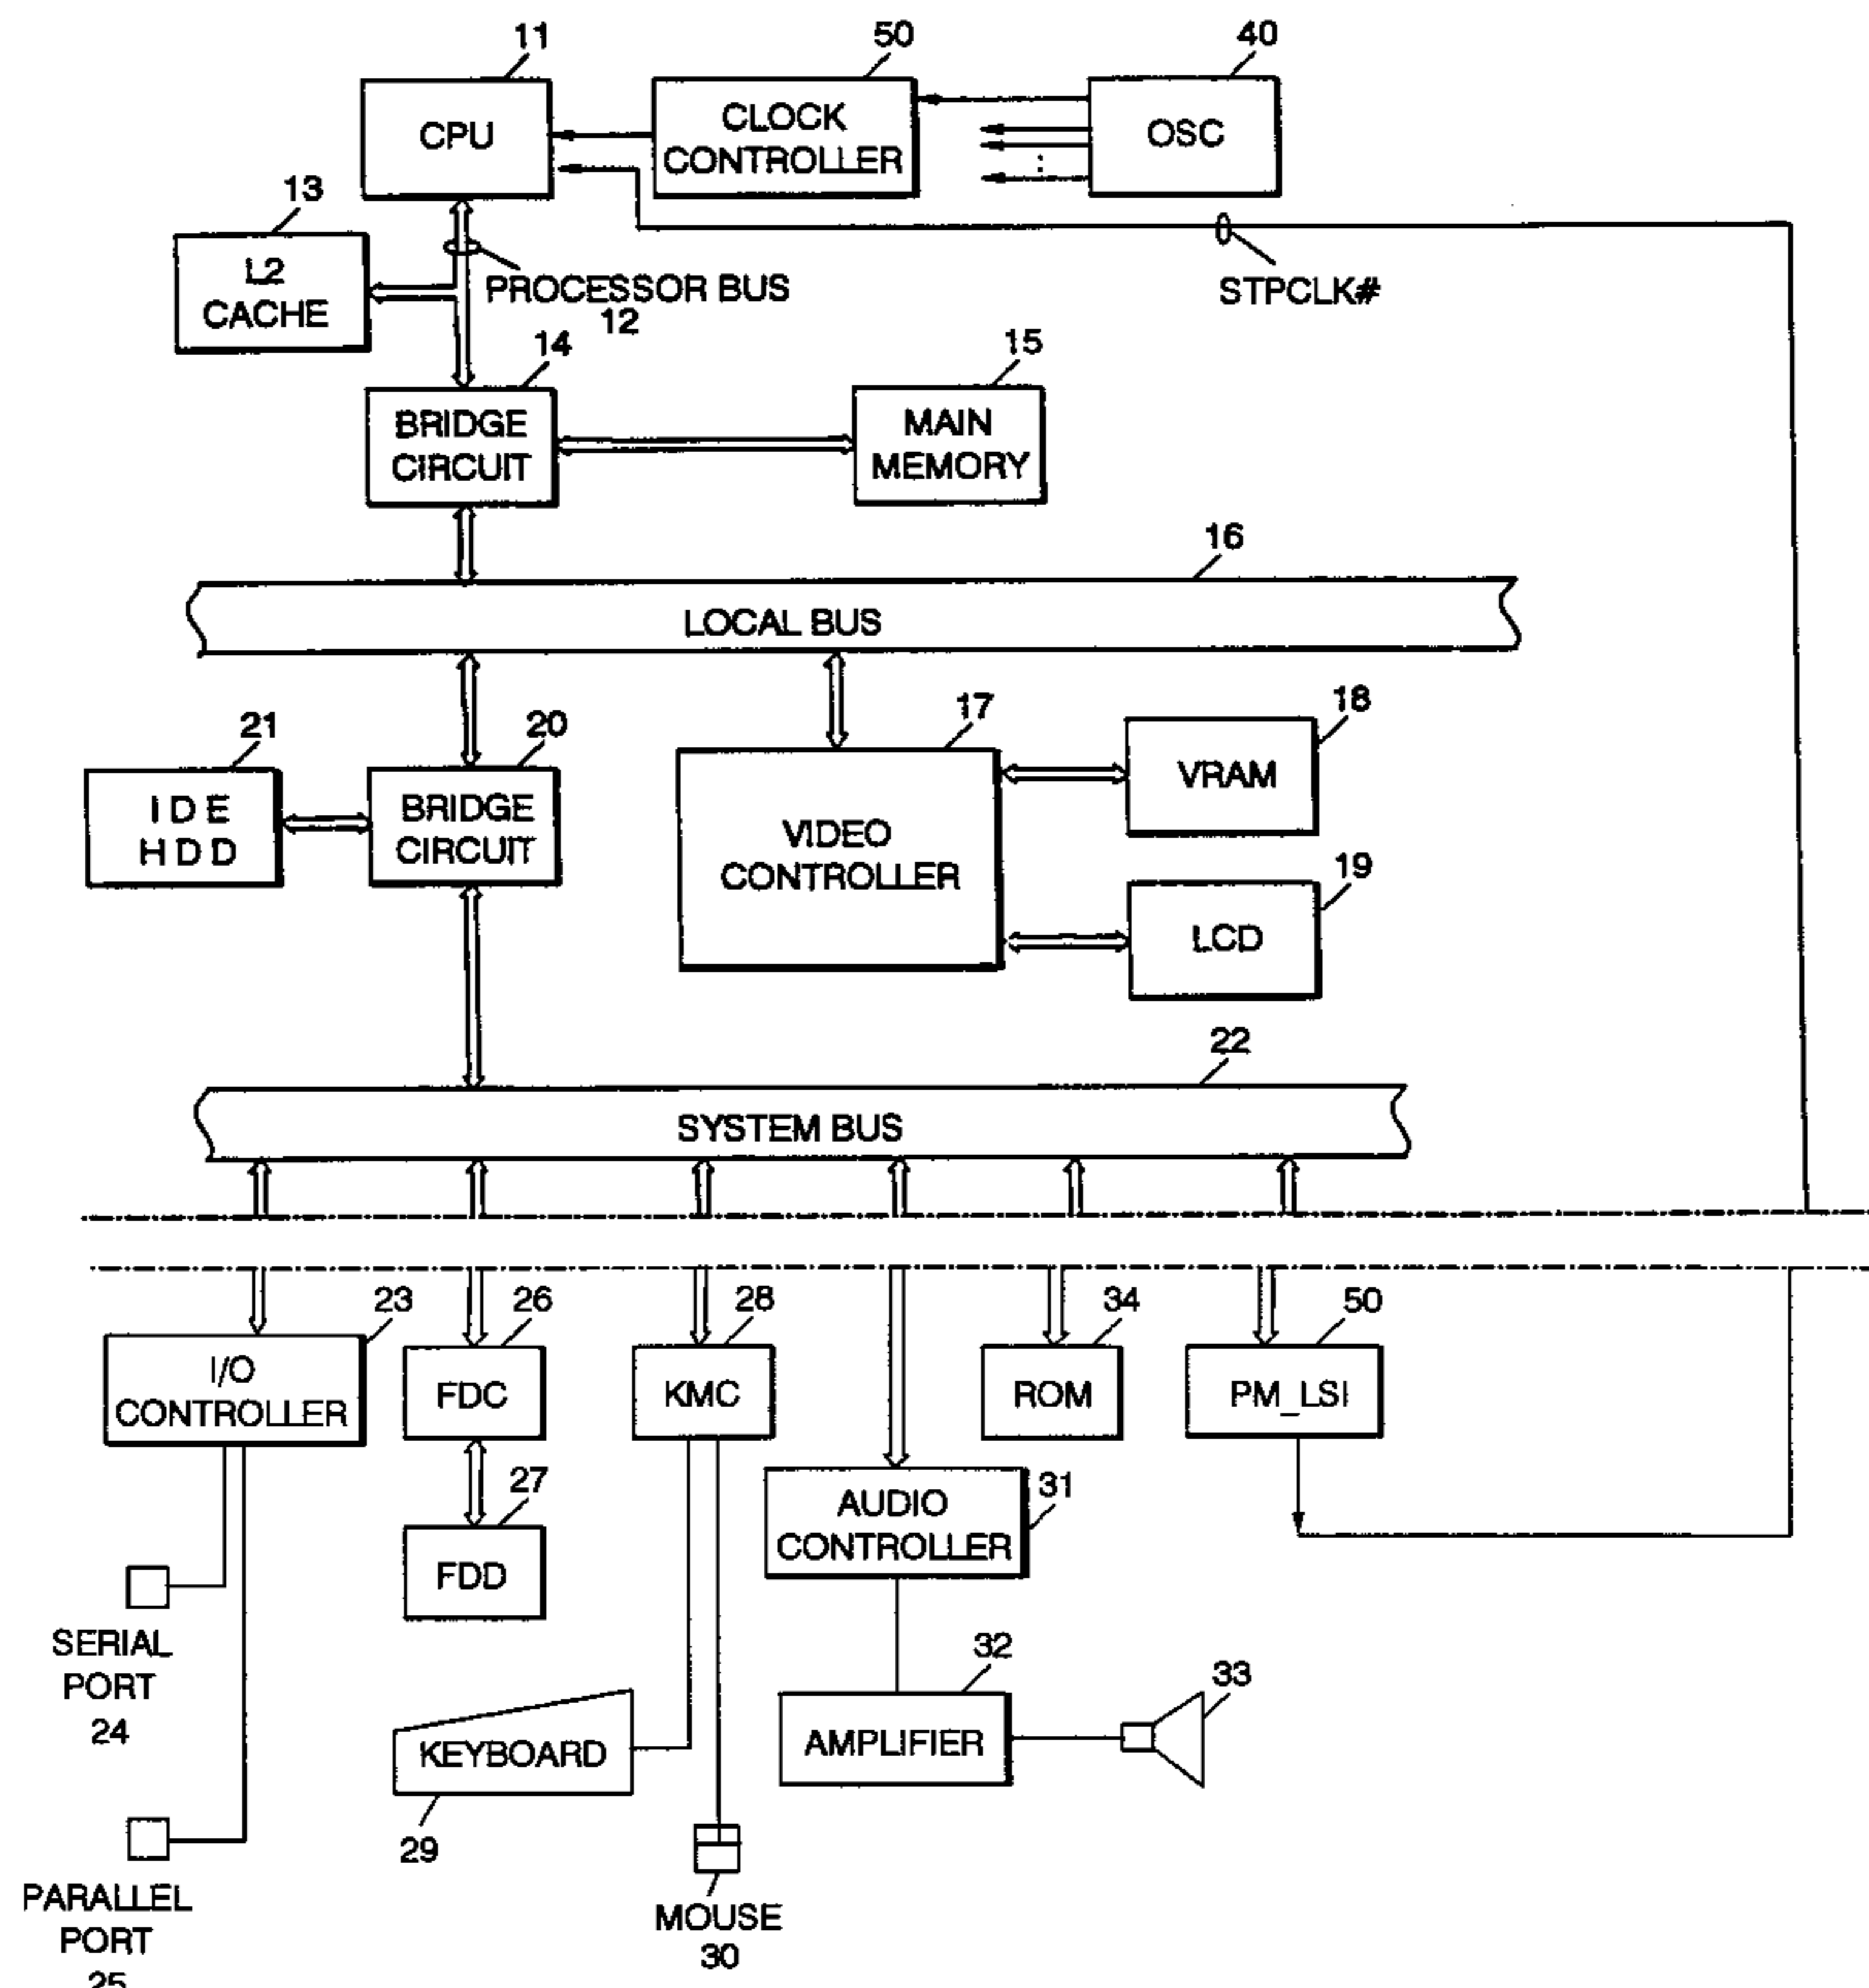 11
50
40
CPU
CLOCK
CONTROLLER
OSC
13
L2
CACHE
PROCESSOR BUS
12
STPCLK#
14
15
BRIDGE
CIRCUIT
MAIN
MEMORY
16
LOCAL BUS
17
18
21
20
VRAM
I D E
H D D
BRIDGE
CIRCUIT
VIDEO
CONTROLLER
19
LCD
22
SYSTEM BUS
23
26
28
34
50
I/O
CONTROLLER
FDC
KMC
ROM
PM_LSI
27
31
AUDIO
CONTROLLER
FDD
SERIAL
PORT
24
32
33
KEYBOARD
AMPLIFIER
29
PARALLEL
PORT
25
MOUSE
30